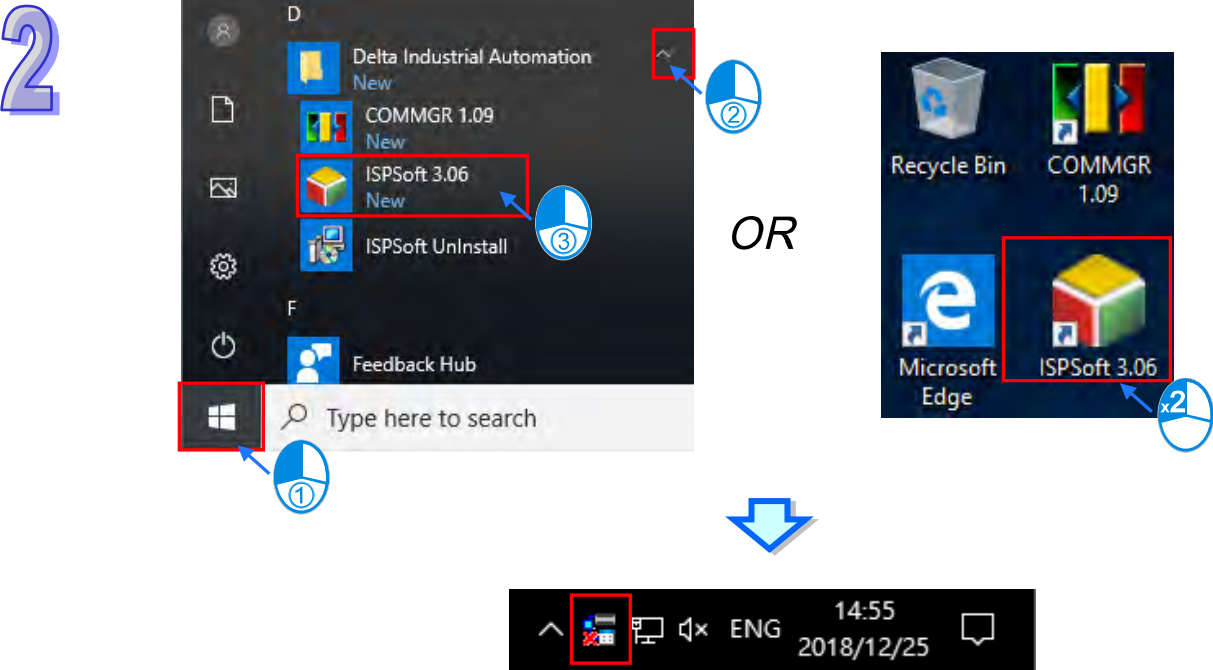 2
D
Delta Industrial Automation
New
COMMGR 1.09
New
ISPSoft 3.06
New
ISPSoft UnInstall
F
Feedback Hub
Type here to search
①
②
③
OR
Recycle Bin
COMMGR
1.09
Microsoft
Edge
ISPSoft 3.06
x2
ENG
14:55
2018/12/25